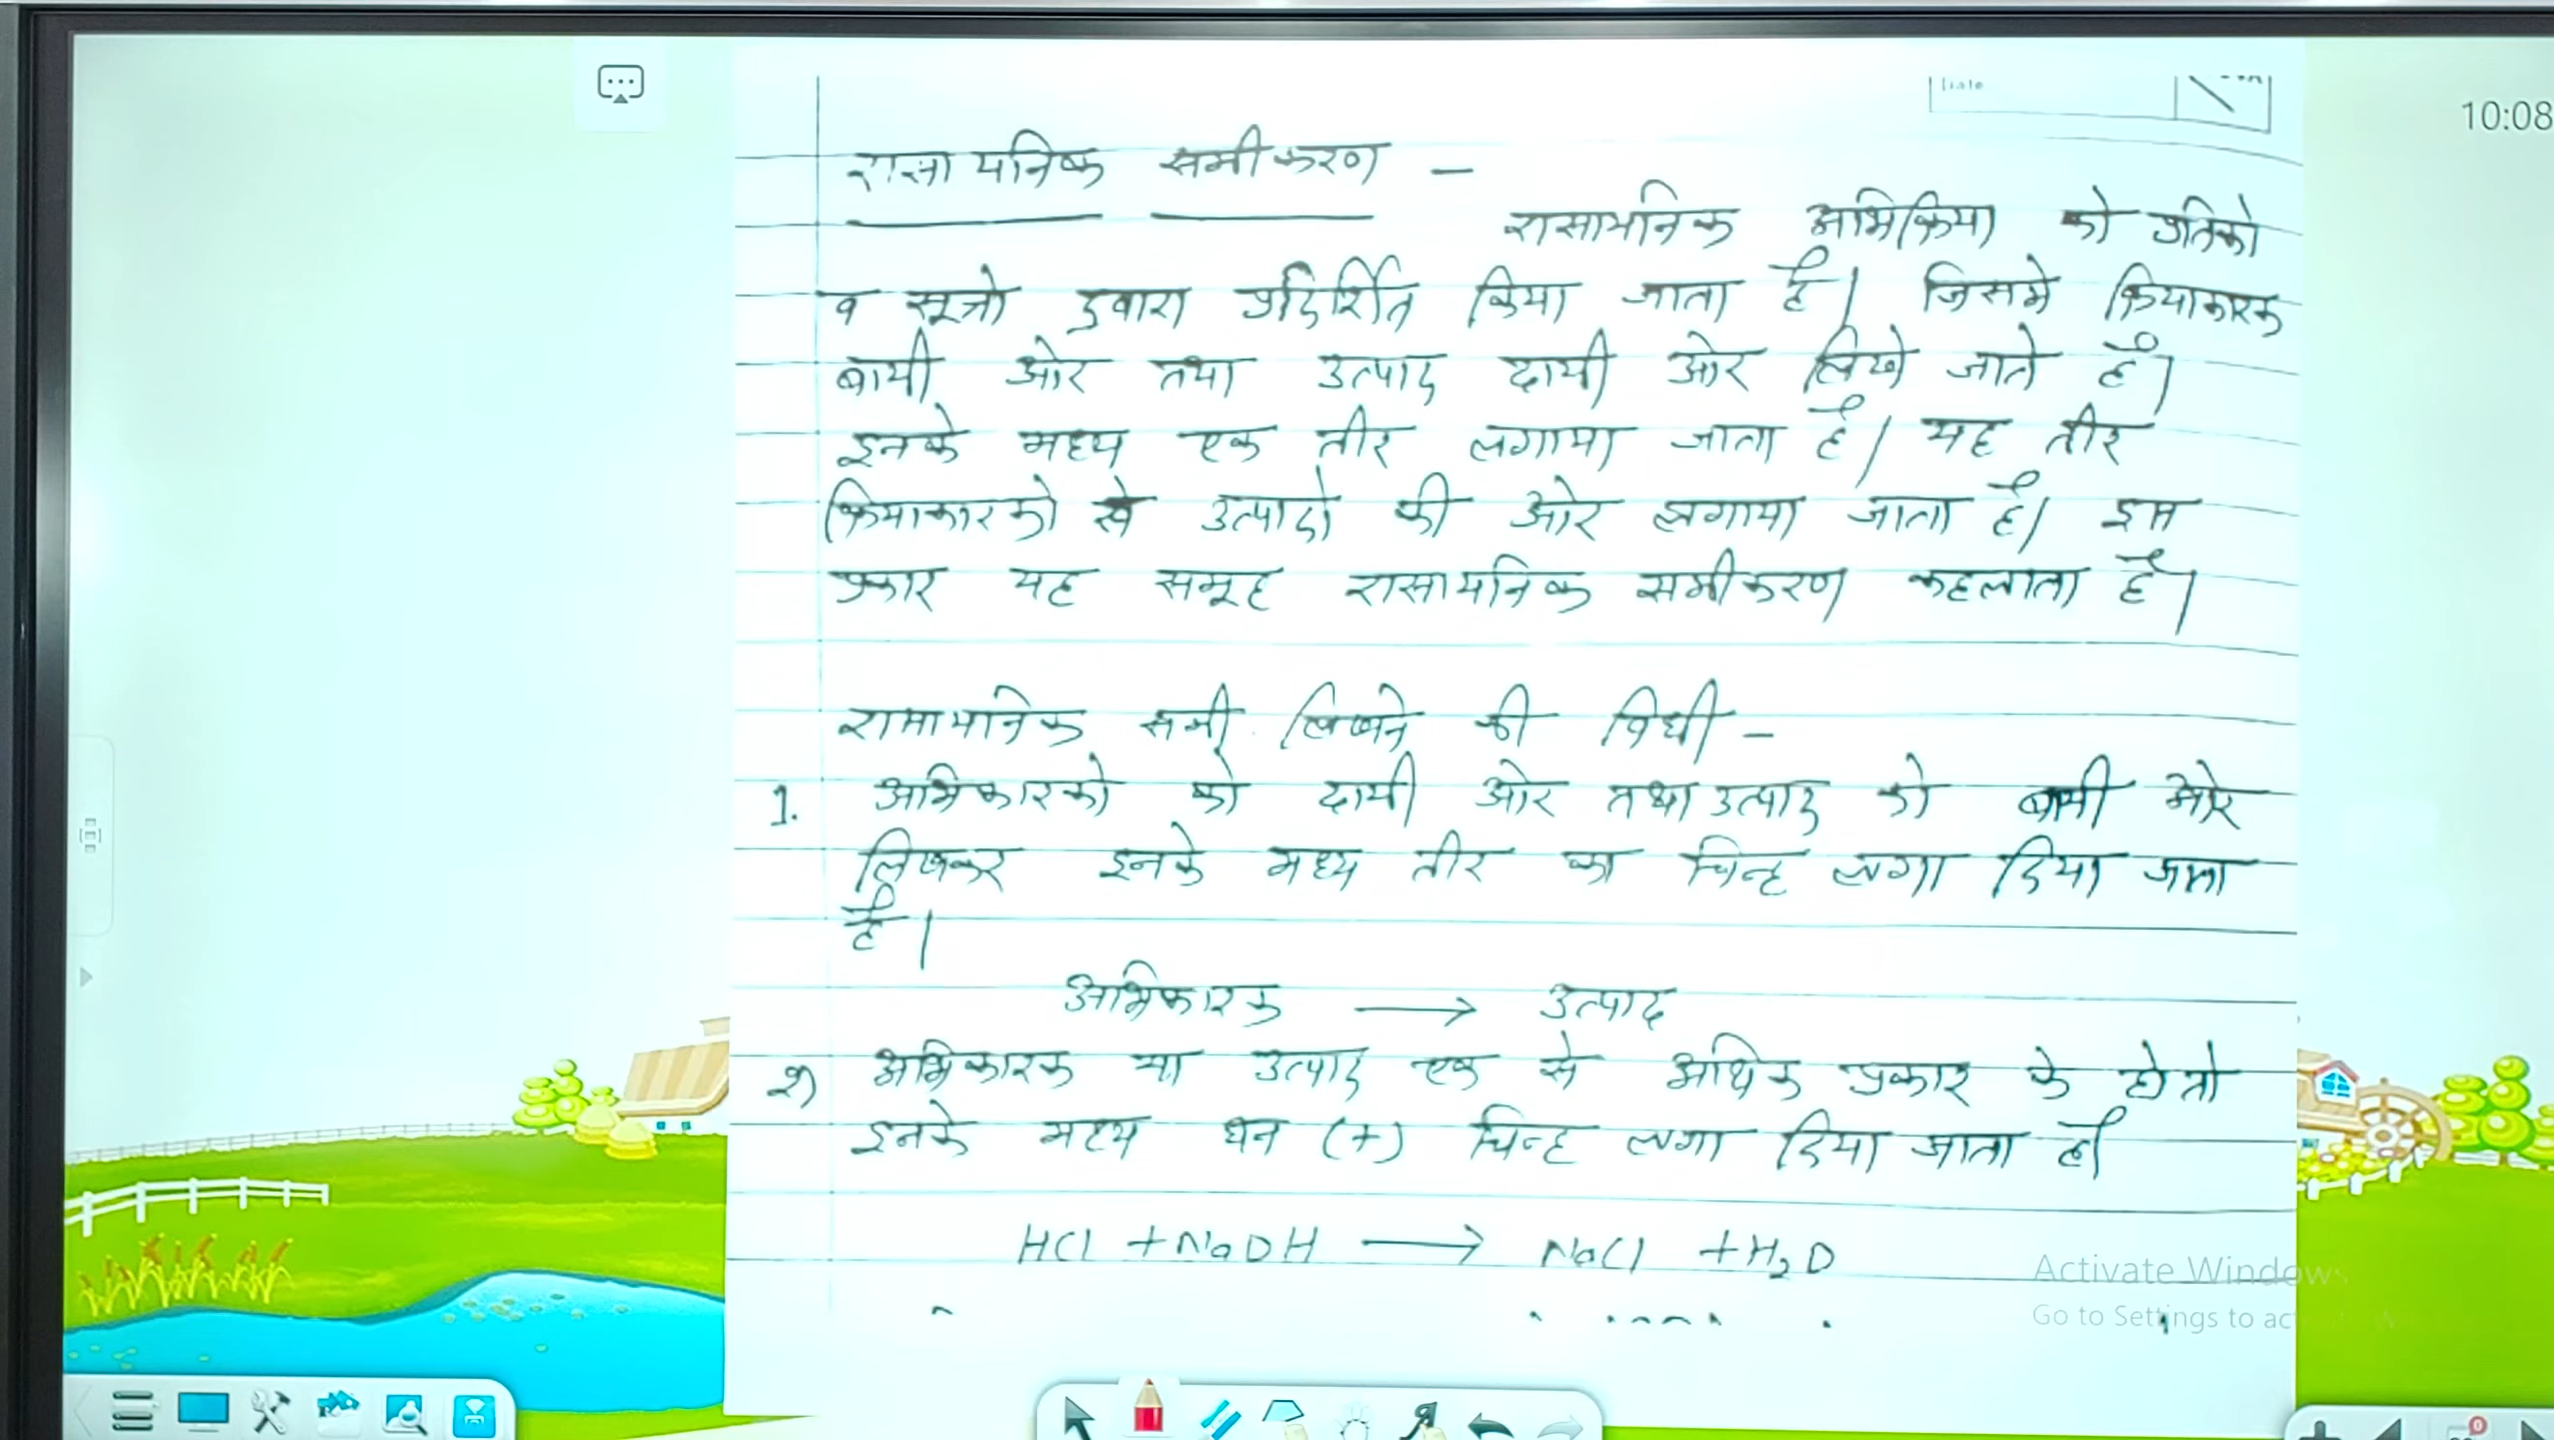 Date
10:08
रासायनिक समीकरण -
रासायनिक अभिक्रिया को प्रतिको
व सूत्रो द्वारा प्रदर्शित किया जाता है। जिसमे क्रियाकारक
बायी ओर तथा उत्पाद दायी ओर लिखे जाते है।
इनके मध्य एक तीर लगाया जाता है। यह तीर
क्रियाकारको से उत्पादो की ओर लगाया जाता है। इस
प्रकार यह समूह रासायनिक समीकरण कहलाता है।
रासायनिक समी. लिखने की विधी -
1. अभिकारको को दायी ओर तथा उत्पाद को बायी ओर
लिखकर इनके मध्य तीर का चिन्ह लगा दिया जाता
है।
अभिकारक → उत्पाद
२) अभिकारक या उत्पाद एक से अधिक प्रकार के हो तो
इनके मध्य धन (+) चिन्ह लगा दिया जाता है।
HCl + NaOH → NaCl + H₂O
Activate Windows
Go to Settings to